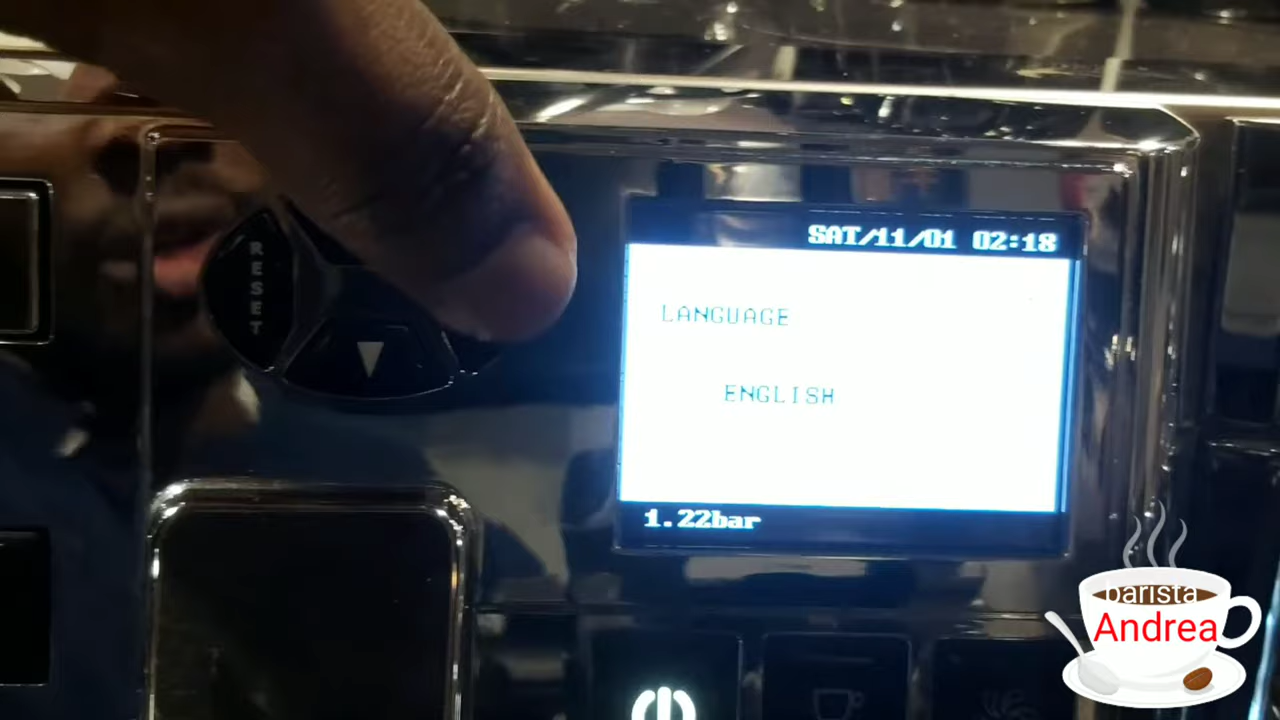 RESET
SAT/11/01 02:18
LANGUAGE
ENGLISH
1.22bar
barista
Andrea